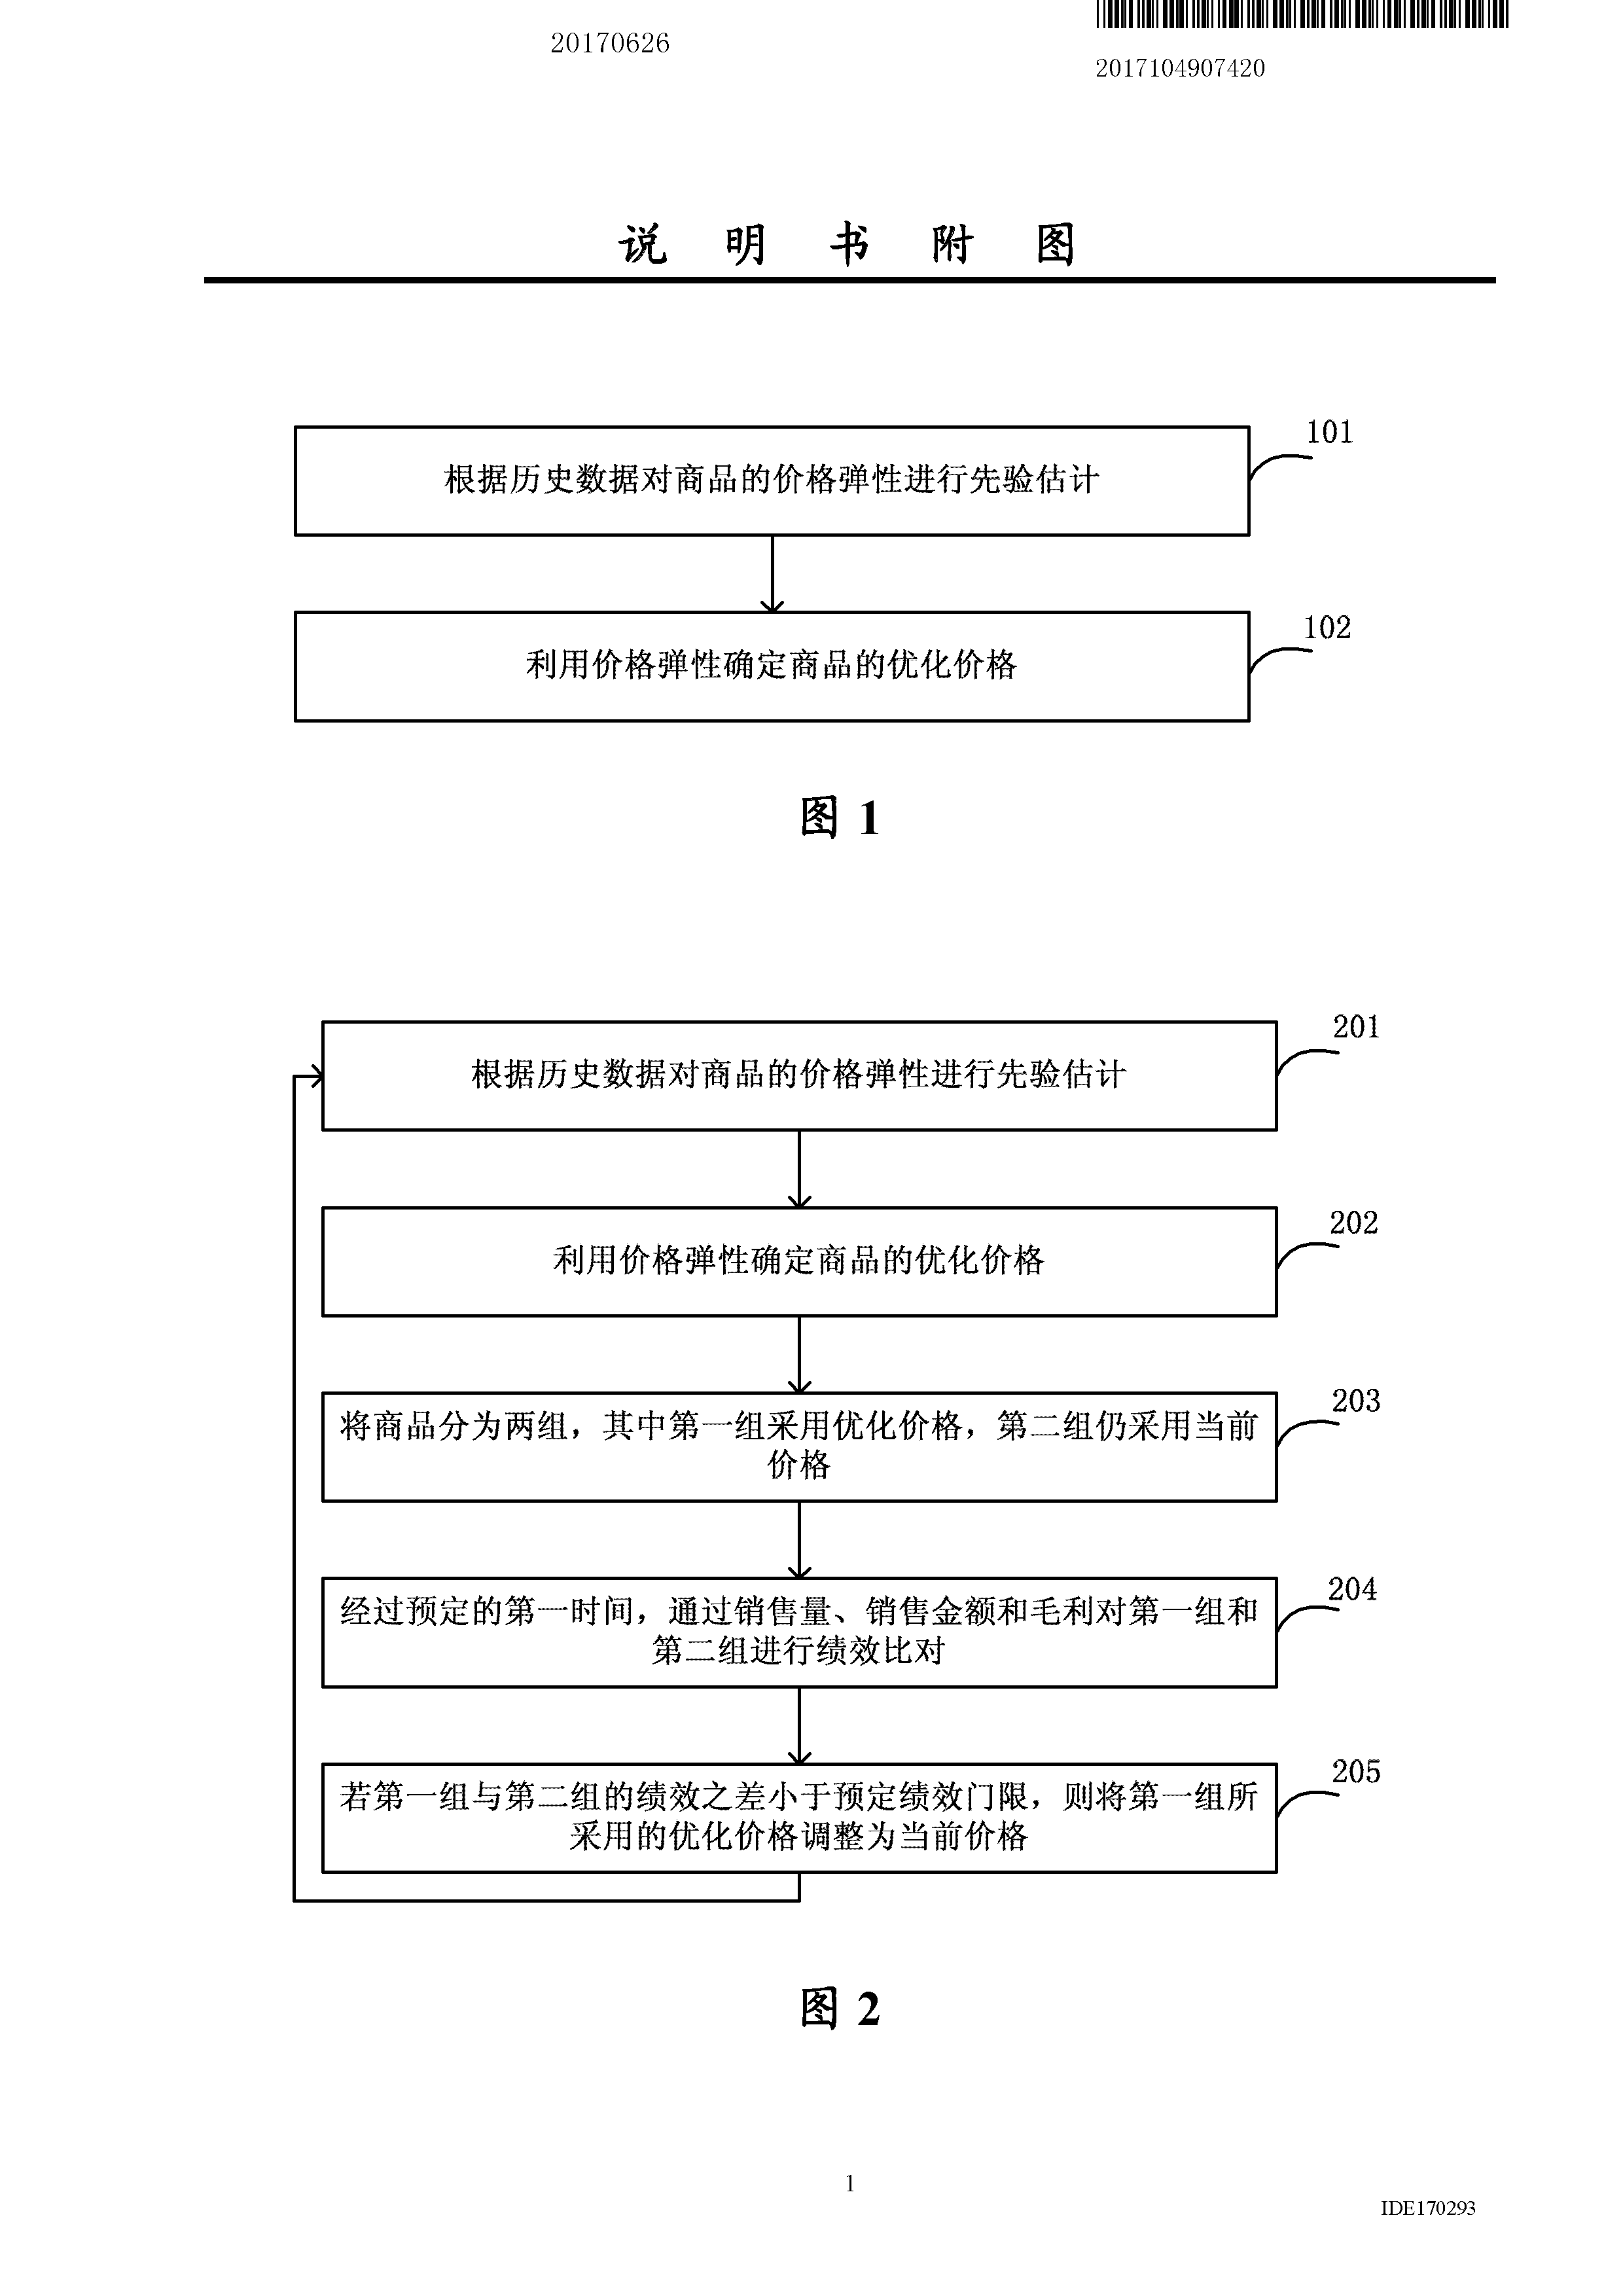 20170626
2017104907420
说 明 书 附 图
101
根据历史数据对商品的价格弹性进行先验估计
102
利用价格弹性确定商品的优化价格
图 1
201
根据历史数据对商品的价格弹性进行先验估计
202
利用价格弹性确定商品的优化价格
203
将商品分为两组，其中第一组采用优化价格，第二组仍采用当前
价格
204
经过预定的第一时间，通过销售量、销售金额和毛利对第一组和
第二组进行绩效比对
205
若第一组与第二组的绩效之差小于预定绩效门限，则将第一组所
采用的优化价格调整为当前价格
图 2
1
IDE170293